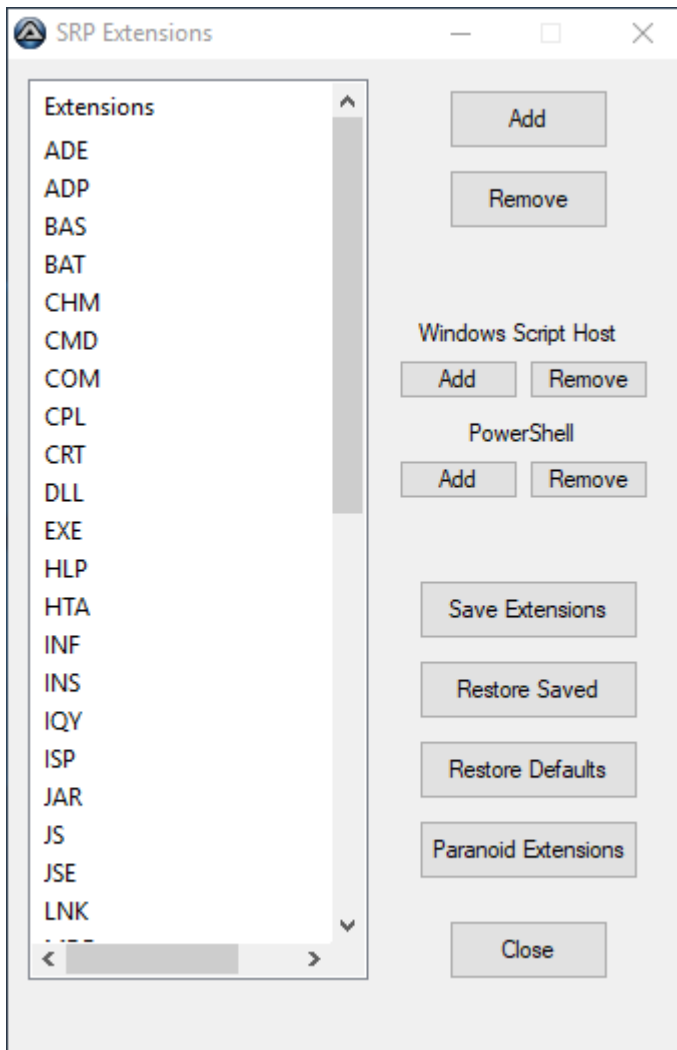 SRP Extensions
Extensions
ADE
ADP
BAS
BAT
CHM
CMD
COM
CPL
CRT
DLL
EXE
HLP
HTA
INF
INS
IQY
ISP
JAR
JS
JSE
LNK
Add
Remove
Windows Script Host
Add Remove
PowerShell
Add Remove
Save Extensions
Restore Saved
Restore Defaults
Paranoid Extensions
Close